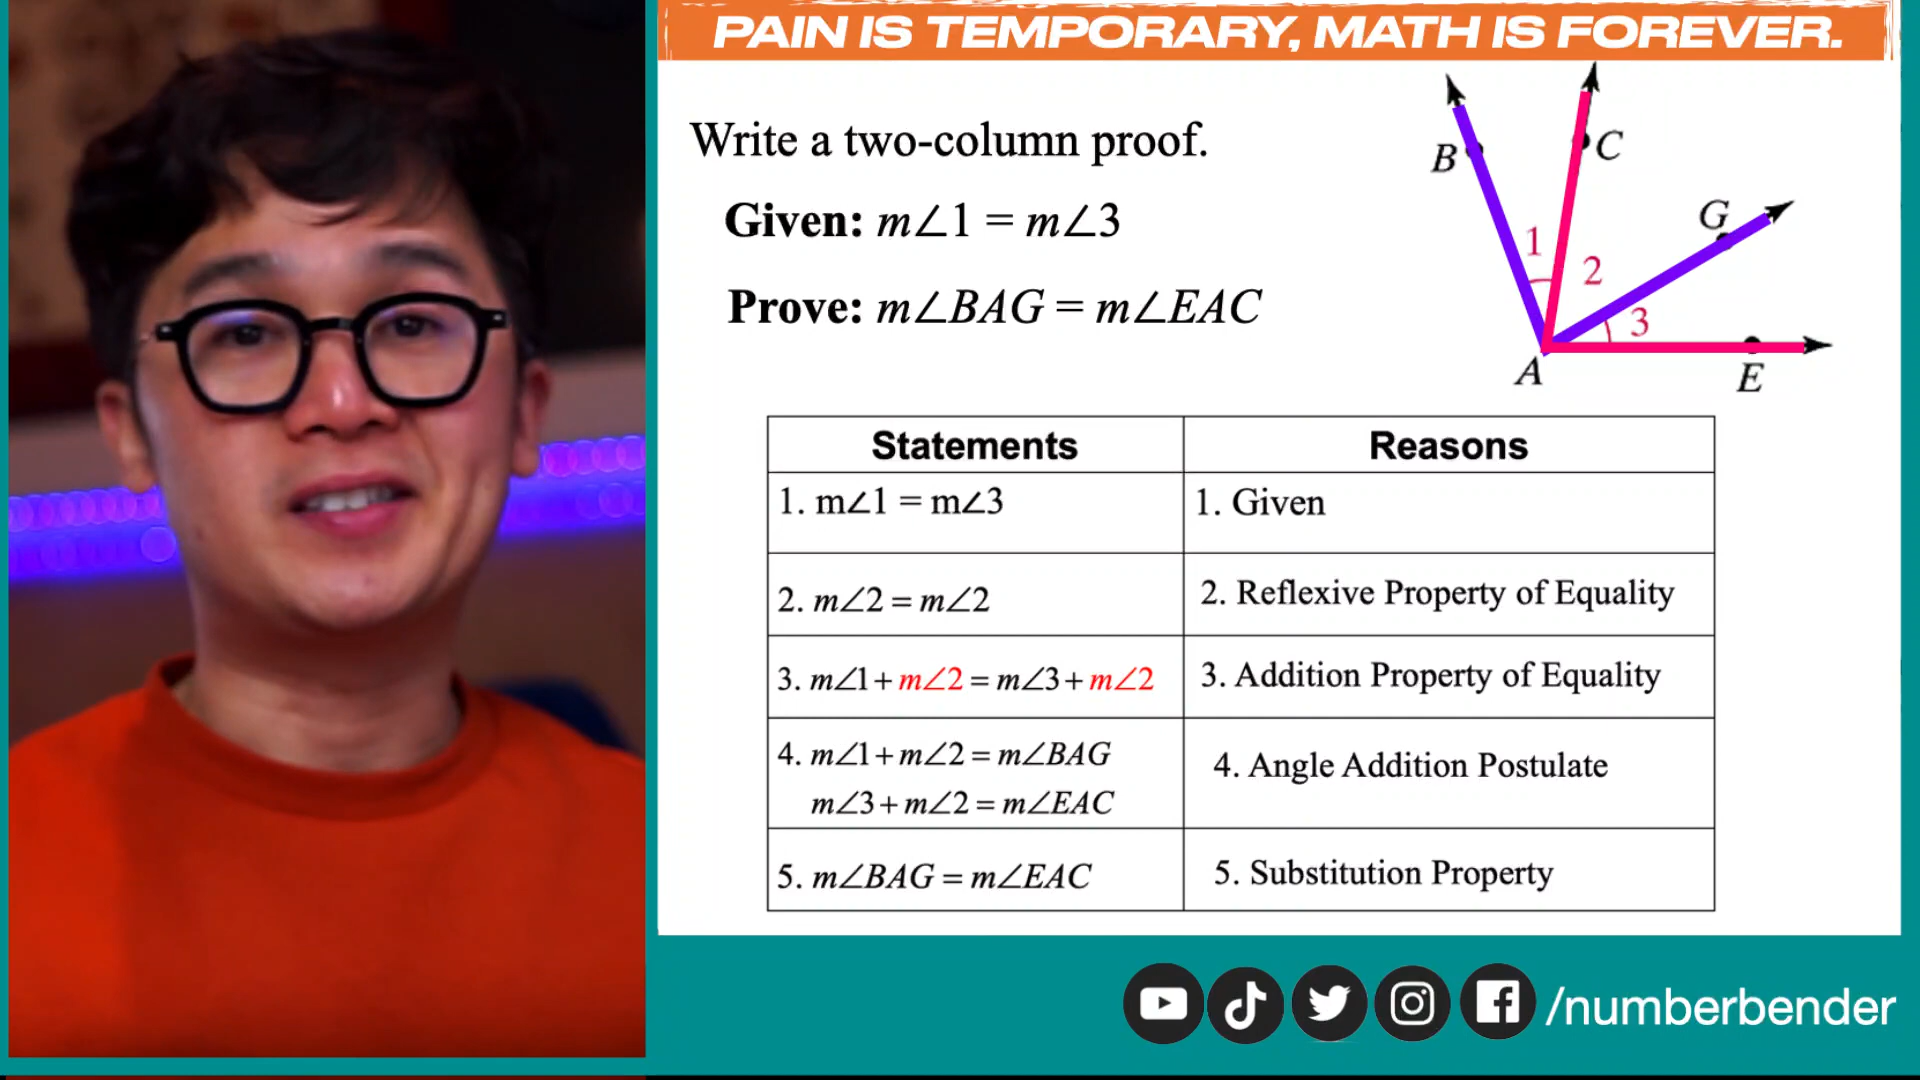 PAIN IS TEMPORARY, MATH IS FOREVER.
Write a two-column proof.
Given: m∠1 = m∠3
Prove: m∠BAG = m∠EAC
B
C
G
1
2
3
A
E
Statements
Reasons
1. m∠1 = m∠3
1. Given
2. m∠2 = m∠2
2. Reflexive Property of Equality
3. m∠1+m∠2 = m∠3+m∠2
3. Addition Property of Equality
4. m∠1+m∠2 = m∠BAG
m∠3+m∠2 = m∠EAC
4. Angle Addition Postulate
5. m∠BAG = m∠EAC
5. Substitution Property
/numberbender